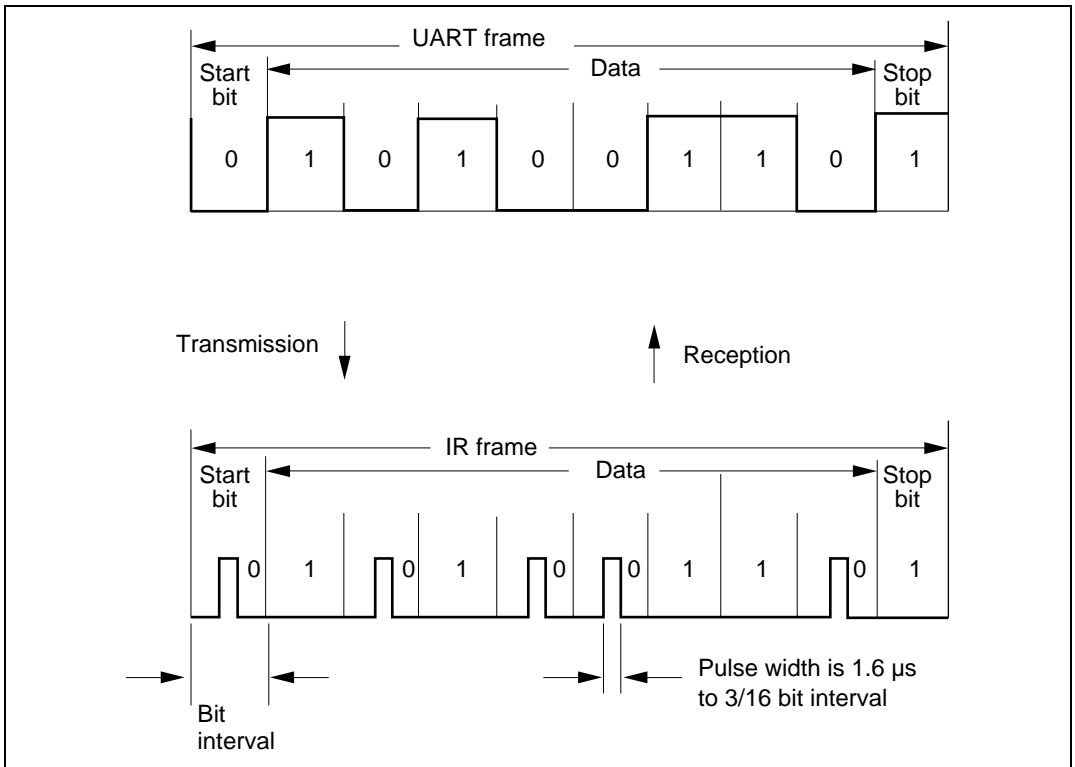 UART frame
Start
bit
Data
Stop
bit
0 1 0 1 0 0 1 1 0 1
Transmission
Reception
IR frame
Start
bit
Data
Stop
bit
0 1 0 1 0 0 1 1 0 1
Bit
interval
Pulse width is 1.6 µs
to 3/16 bit interval